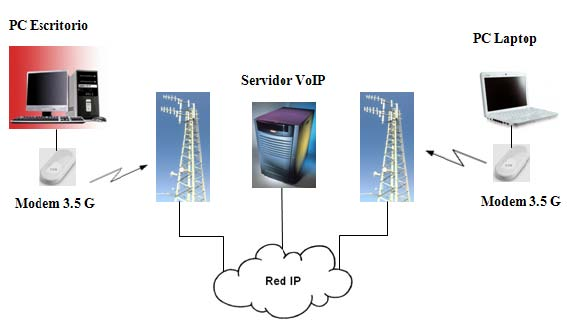 PC Escritorio
PC Laptop
Servidor VoIP
Modem 3.5 G
Modem 3.5 G
Red IP